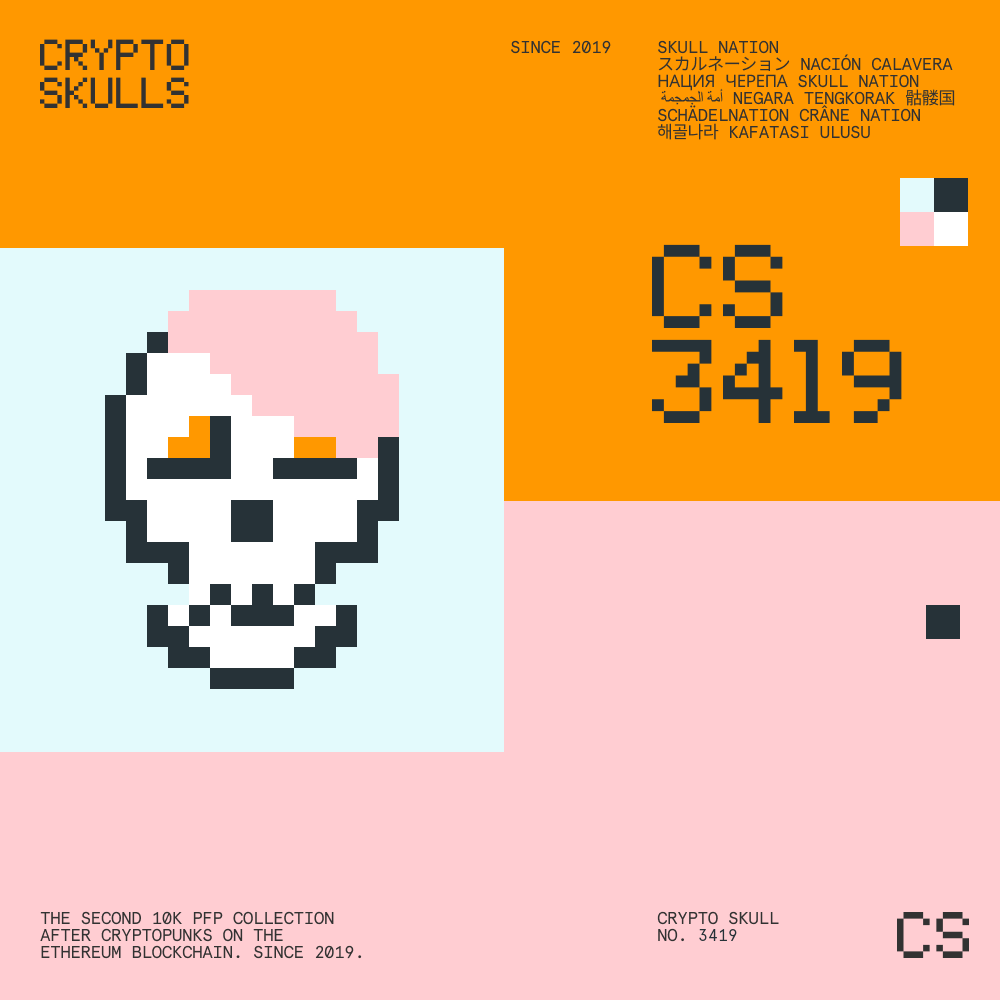 CRYPTO
SKULLS
SINCE 2019
SKULL NATION
スカルネーション NACIÓN CALAVERA
НАЦИЯ ЧЕРЕПА SKULL NATION
أمة الجمجمة NEGARA TENGKORAK 骷髅国
SCHÄDELNATION CRÂNE NATION
해골나라 KAFATASI ULUSU
CS
3419
THE SECOND 10K PFP COLLECTION
AFTER CRYPTOPUNKS ON THE
ETHEREUM BLOCKCHAIN. SINCE 2019.
CRYPTO SKULL
NO. 3419
CS